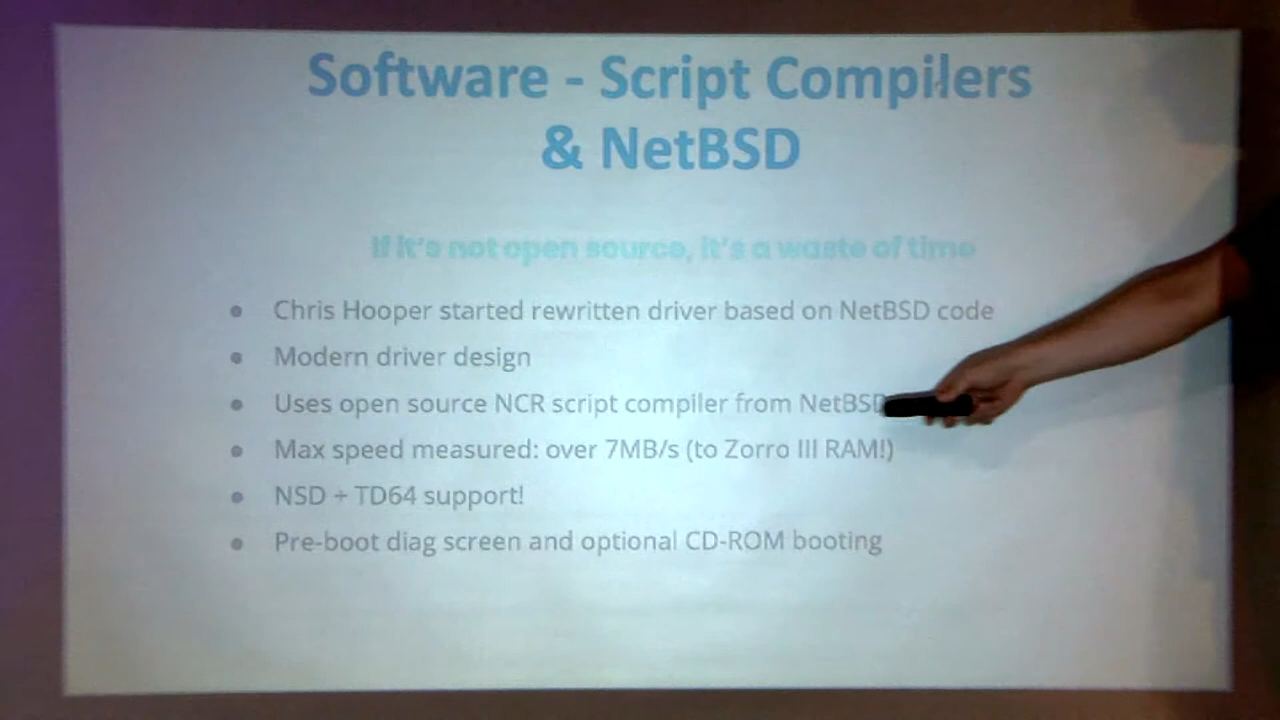 Software - Script Compilers
& NetBSD
If it's not open source, it's a waste of time
• Chris Hooper started rewritten driver based on NetBSD code
• Modern driver design
• Uses open source NCR script compiler from NetBSD
• Max speed measured: over 7MB/s (to Zorro III RAM!)
• NSD + TD64 support!
• Pre-boot diag screen and optional CD-ROM booting